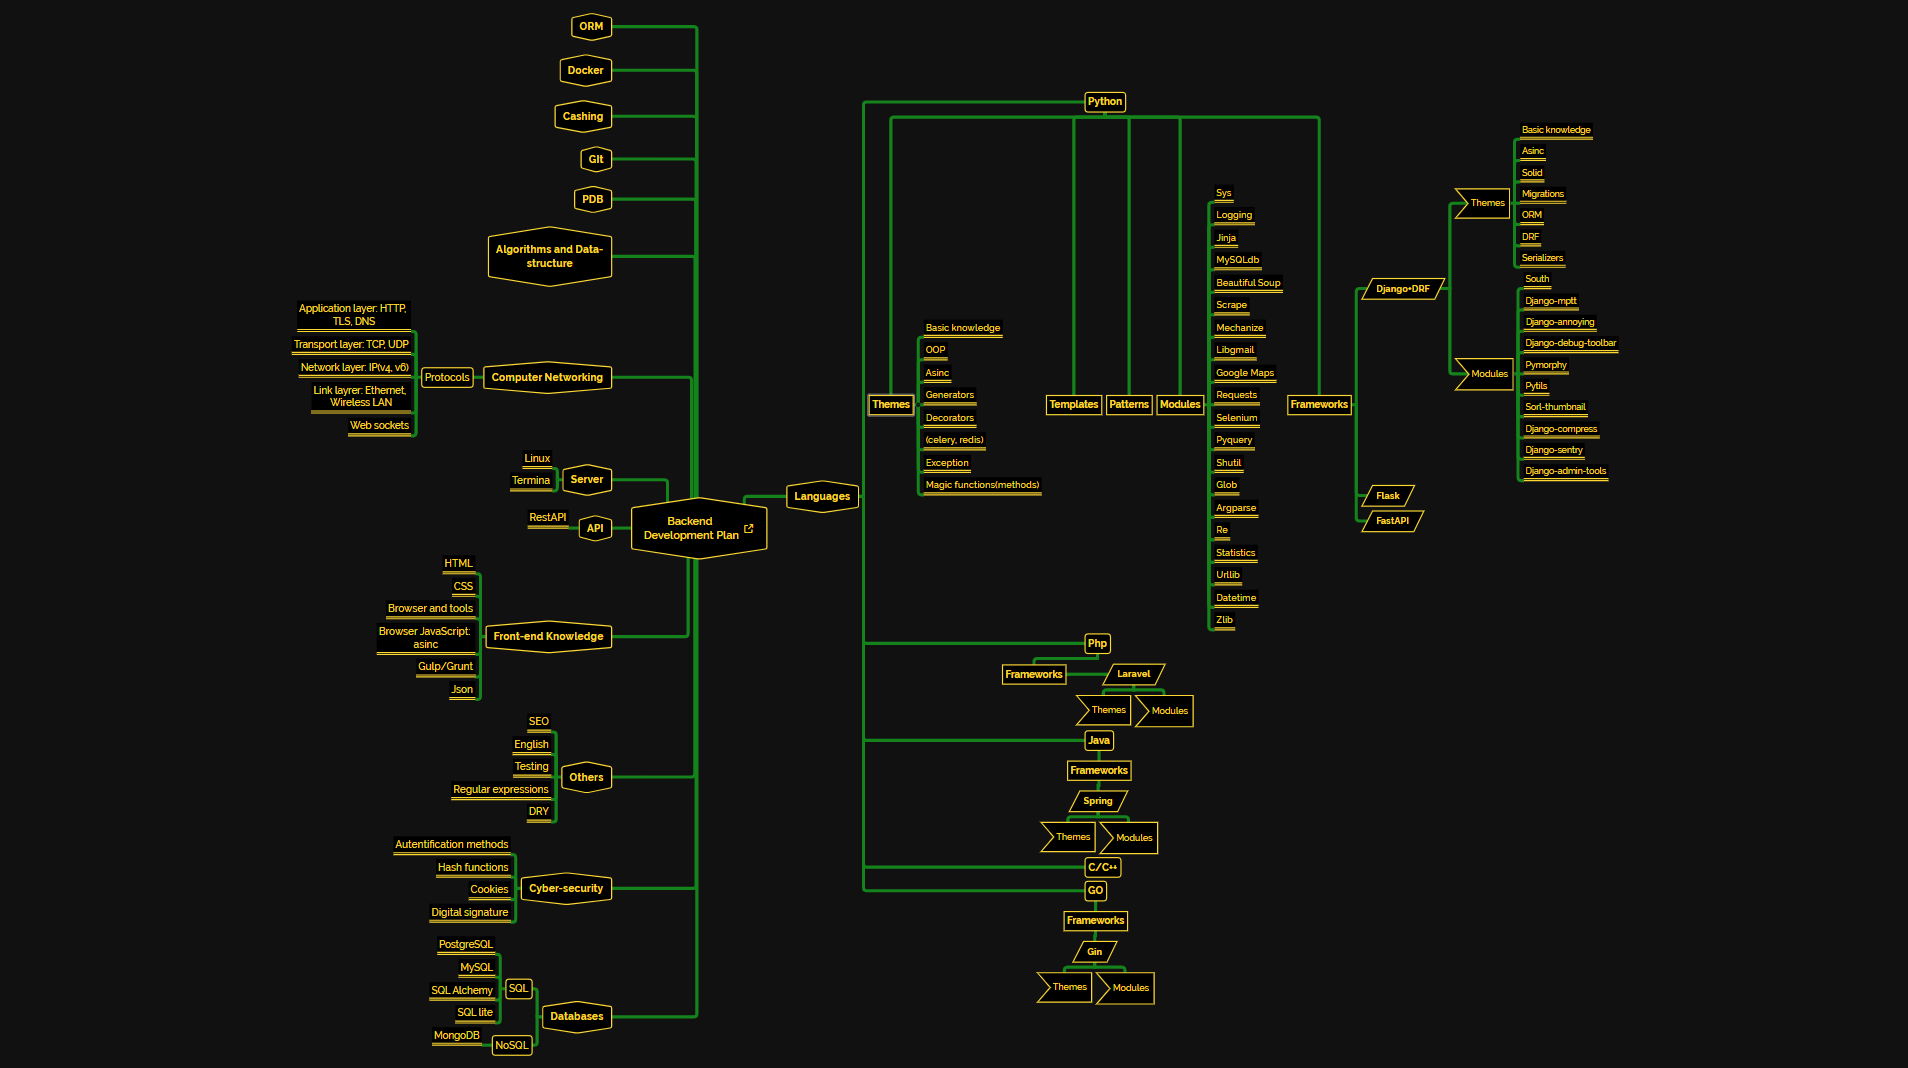 ORM
Docker
Cashing
GIt
PDB
Algorithms and Data-
structure
Application layer: HTTP,
TLS, DNS
Transport layer: TCP, UDP
Network layer: IP(v4, v6)
Link layrer: Ethernet,
Wireless LAN
Web sockets
Protocols
Computer Networking
Linux
Termina
Server
RestAPI
API
Backend
Development Plan
HTML
CSS
Browser and tools
Browser JavaScript:
asinc
Gulp/Grunt
Json
Front-end Knowledge
SEO
English
Testing
Regular expressions
DRY
Others
Autentification methods
Hash functions
Cookies
Digital signature
Cyber-security
PostgreSQL
MySQL
SQL Alchemy
SQL lite
SQL
MongoDB
NoSQL
Databases
Languages
Python
Themes
Basic knowledge
OOP
Asinc
Generators
Decorators
(celery, redis)
Exception
Magic functions(methods)
Templates
Patterns
Modules
Sys
Logging
Jinja
MySQLdb
Beautiful Soup
Scrape
Mechanize
Libgmail
Google Maps
Requests
Selenium
Pyquery
Shutil
Glob
Argparse
Re
Statistics
Urllib
Datetime
Zlib
Frameworks
Django+DRF
Themes
Basic knowledge
Asinc
Solid
Migrations
ORM
DRF
Serializers
Modules
South
Django-mptt
Django-annoying
Django-debug-toolbar
Pymorphy
Pytils
Sorl-thumbnail
Django-compress
Django-sentry
Django-admin-tools
Flask
FastAPI
Php
Frameworks
Laravel
Themes
Modules
Java
Frameworks
Spring
Themes
Modules
C/C++
GO
Frameworks
Gin
Themes
Modules